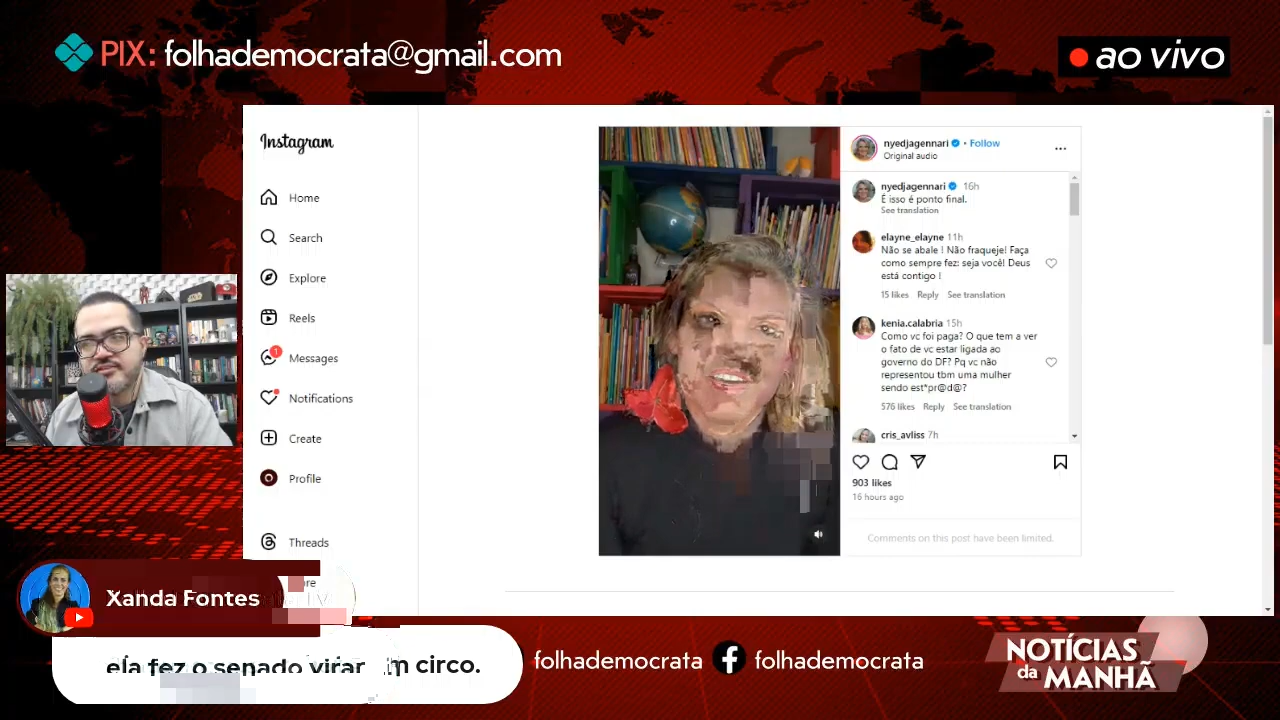 PIX: folhademocrata@gmail.com
AO VIVO
Instagram
Home
Search
Explore
Reels
1
Messages
Notifications
Create
Profile
Threads
nyedjagennari • Follow
Original audio
nyedjagennari 16h
É isso é ponto final.
See translation
elayne_elayne 11h
Não se abale ! Não fraqueje! Faça
como sempre fez: seja você! Deus
está contigo !
15 likes Reply See translation
kenia.calabria 15h
Como vc foi paga? O que tem a ver
o fato de vc estar ligada ao
governo do DF? Pq vc não
representou tbm uma mulher
sendo est*pr@d@?
576 likes Reply See translation
cris_avliss 7h
903 likes
16 hours ago
Comments on this post have been limited.
Xanda Fontes
ela fez o senado virar circo.
folhademocrata folhademocrata
NOTÍCIAS
da MANHÃ